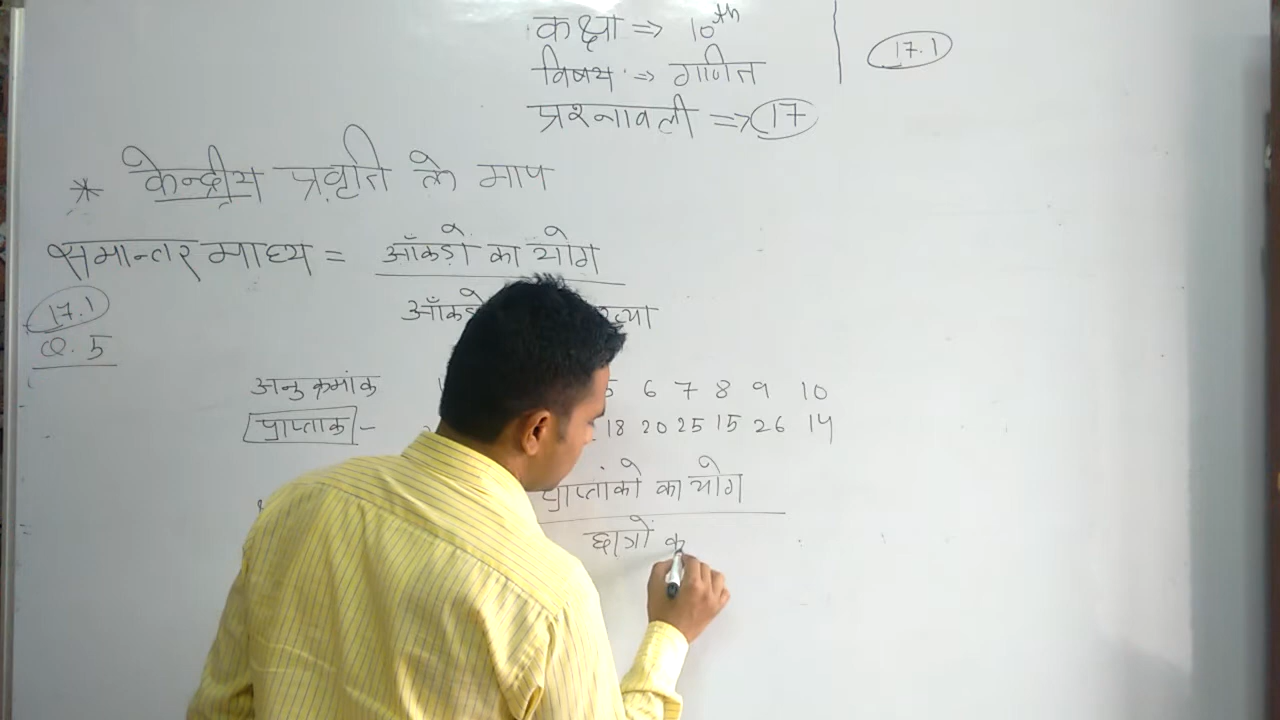 कक्षा => 10th
17.1
विषय => गणित
प्रश्नावली => 17
* केन्द्रीय प्रवृति के माप
समान्तर माध्य = आँकड़ो का योग
आँकड़ो
17.1
Q. 5
अनुक्रमांक 6 7 8 9 10
प्राप्ताक - 18 20 25 15 26 14
प्राप्तांको का योग
छात्रों क